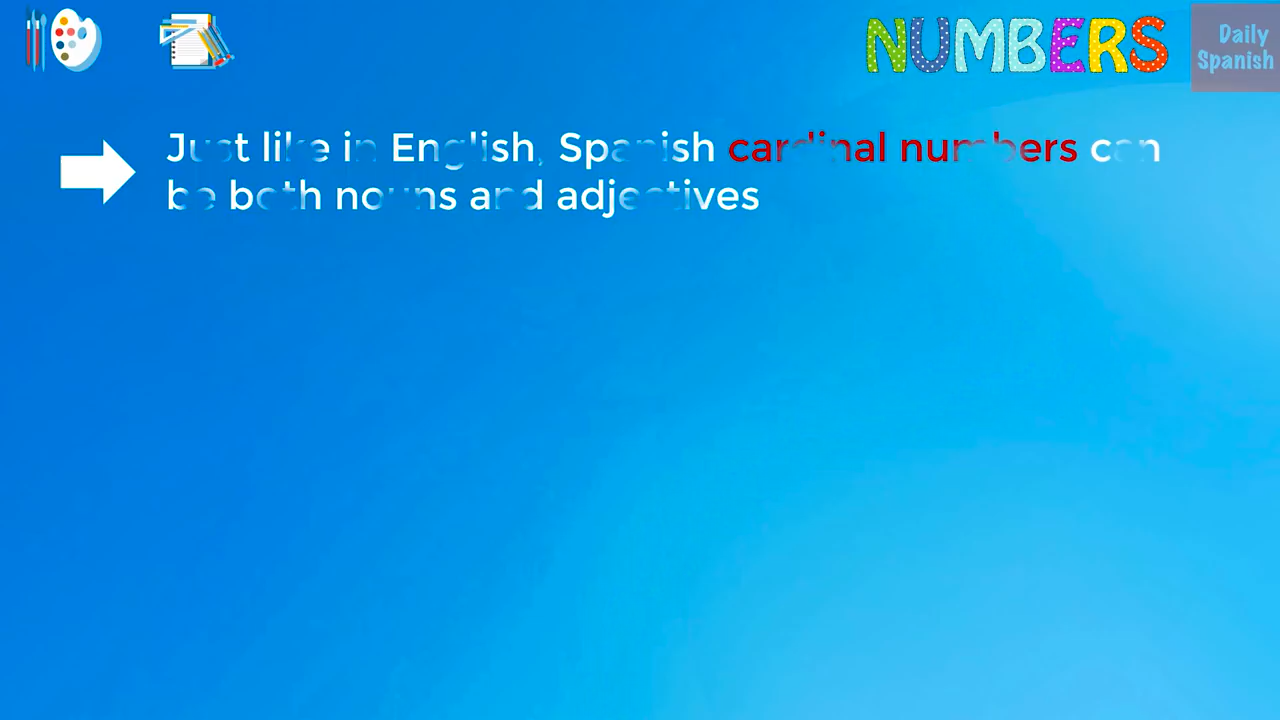 NUMBERS
Daily
Spanish
Just like in English, Spanish cardinal numbers can
be both nouns and adjectives